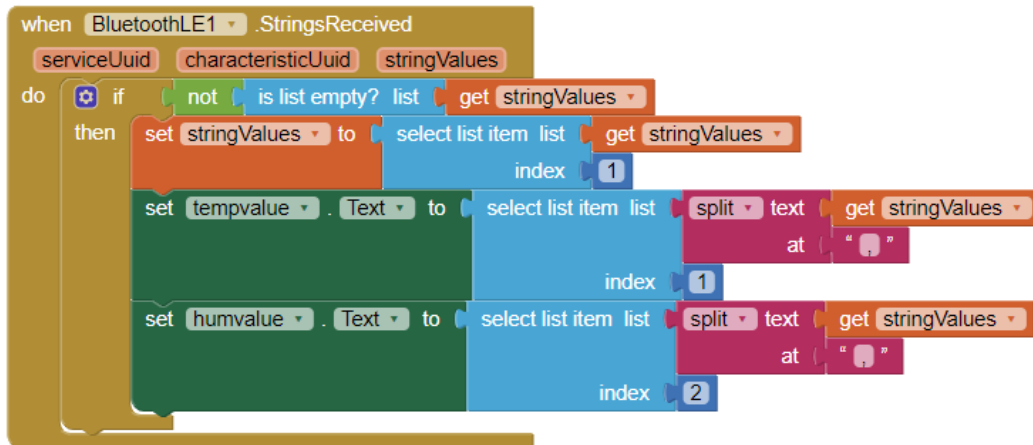 when BluetoothLE1 .StringsReceived
serviceUuid characteristicUuid stringValues
do if not is list empty? list get stringValues
then set stringValues to select list item list get stringValues
index 1
set tempvalue . Text to select list item list split text get stringValues
at “ , ”
index 1
set humvalue . Text to select list item list split text get stringValues
at “ , ”
index 2